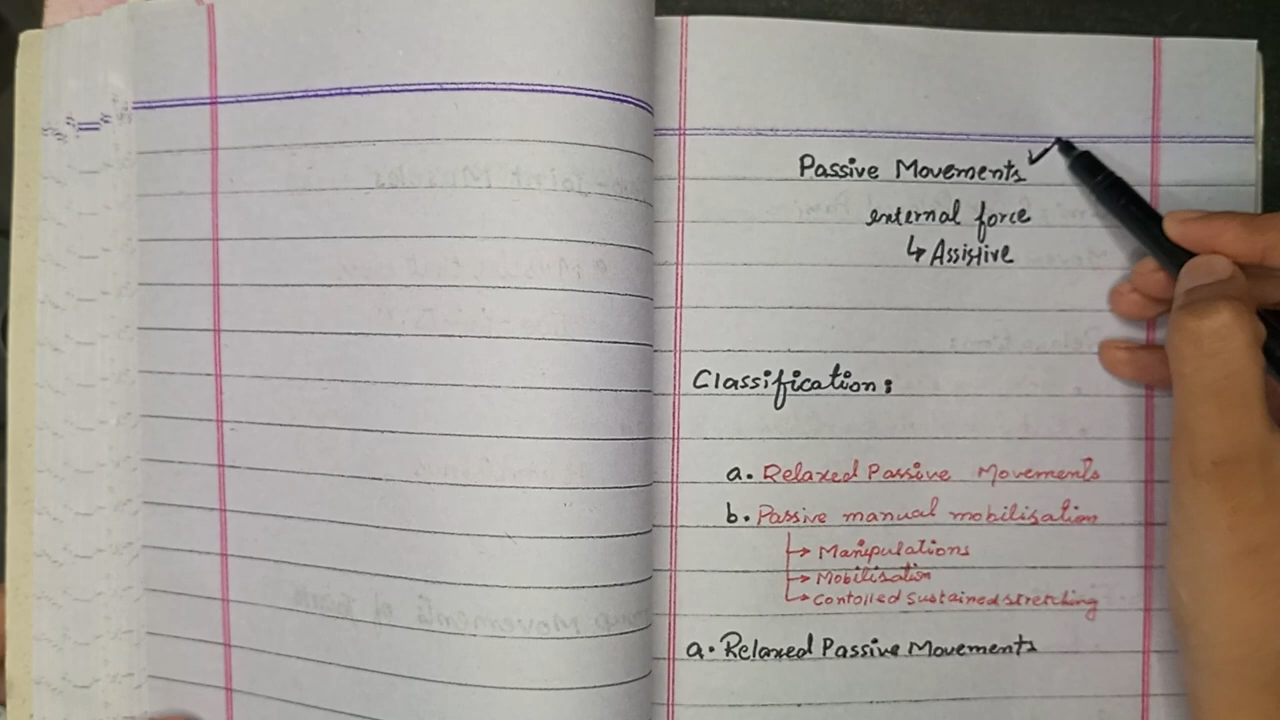 Passive Movements
external force
↳ Assistive
Classification:
a. Relaxed Passive Movements
b. Passive manual mobilisation
→ Manipulations
→ Mobilisation
→ Contolled sustained stretching
a. Relaxed Passive Movements